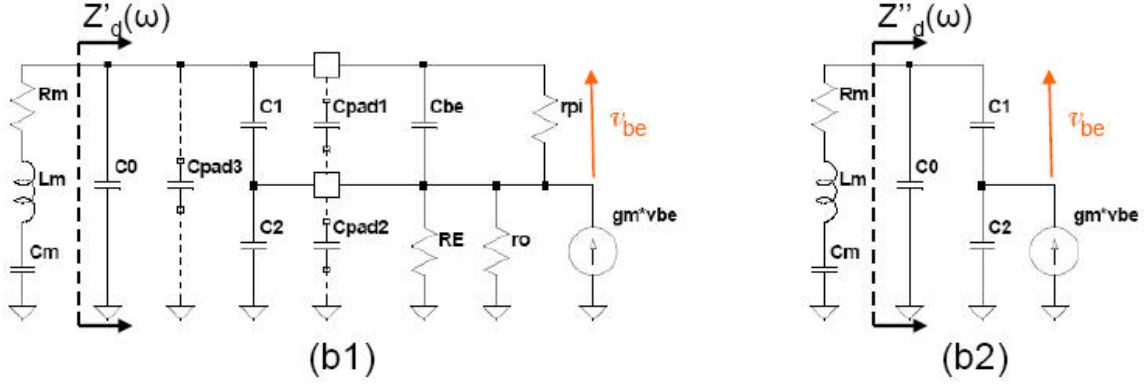 Z'd(ω)
Rm
Lm
Cm
C0
Cpad3
C1
C2
Cpad1
Cpad2
Cbe
RE
ro
rpi
vbe
gm*vbe
(b1)
Z''d(ω)
Rm
Lm
Cm
C0
C1
C2
vbe
gm*vbe
(b2)